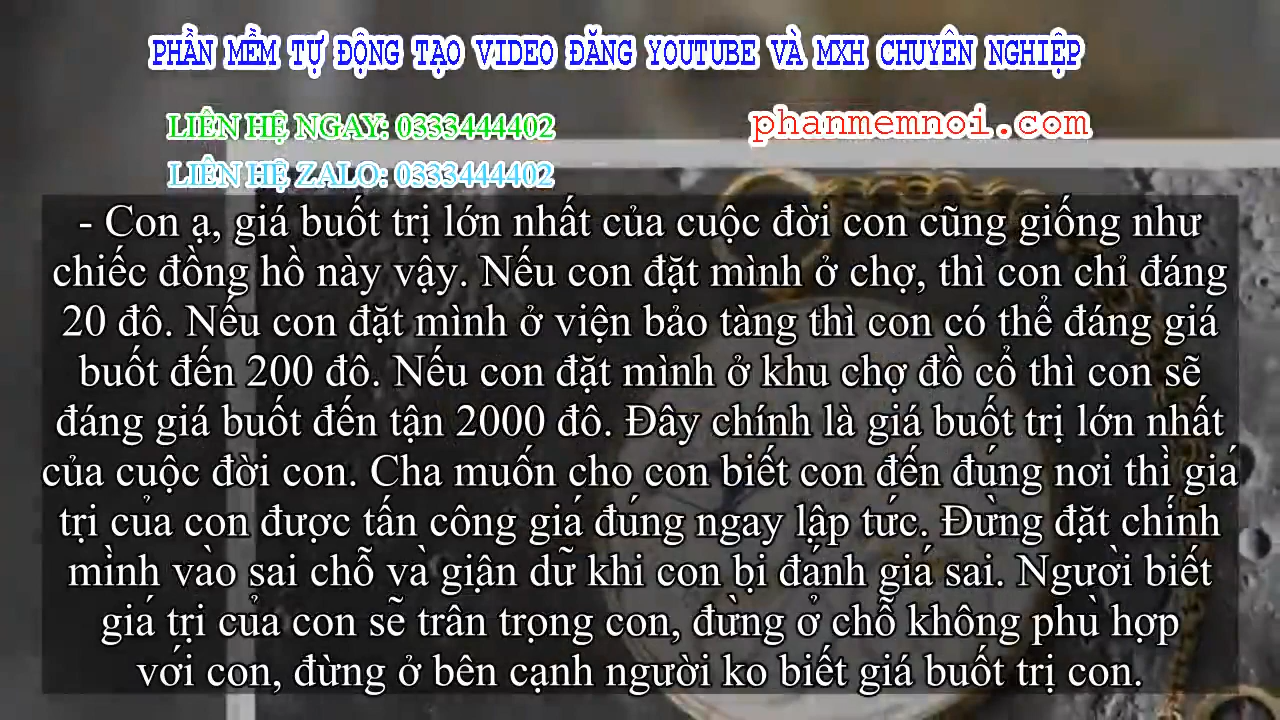 PHẦN MỀM TỰ ĐỘNG TẠO VIDEO ĐĂNG YOUTUBE VÀ MXH CHUYÊN NGHIỆP
LIÊN HỆ NGAY: 0333444402
phanmemnoi.com
LIÊN HỆ ZALO: 0333444402
- Con ạ, giá buốt trị lớn nhất của cuộc đời con cũng giống như
chiếc đồng hồ này vậy. Nếu con đặt mình ở chợ, thì con chỉ đáng
20 đô. Nếu con đặt mình ở viện bảo tàng thì con có thể đáng giá
buốt đến 200 đô. Nếu con đặt mình ở khu chợ đồ cổ thì con sẽ
đáng giá buốt đến tận 2000 đô. Đây chính là giá buốt trị lớn nhất
của cuộc đời con. Cha muốn cho con biết con đến đúng nơi thì giá
trị của con được tấn công giá đúng ngay lập tức. Đừng đặt chính
mình vào sai chỗ và giận dữ khi con bị đánh giá sai. Người biết
giá trị của con sẽ trân trọng con, đừng ở chỗ không phù hợp
với con, đừng ở bên cạnh người ko biết giá buốt trị con.